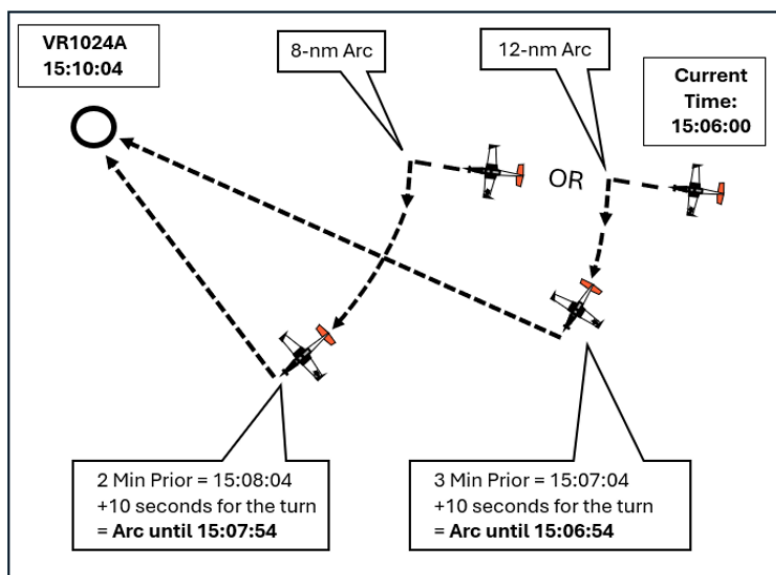 VR1024A
15:10:04
8-nm Arc
12-nm Arc
Current
Time:
15:06:00
OR
2 Min Prior = 15:08:04
+10 seconds for the turn
= Arc until 15:07:54
3 Min Prior = 15:07:04
+10 seconds for the turn
= Arc until 15:06:54